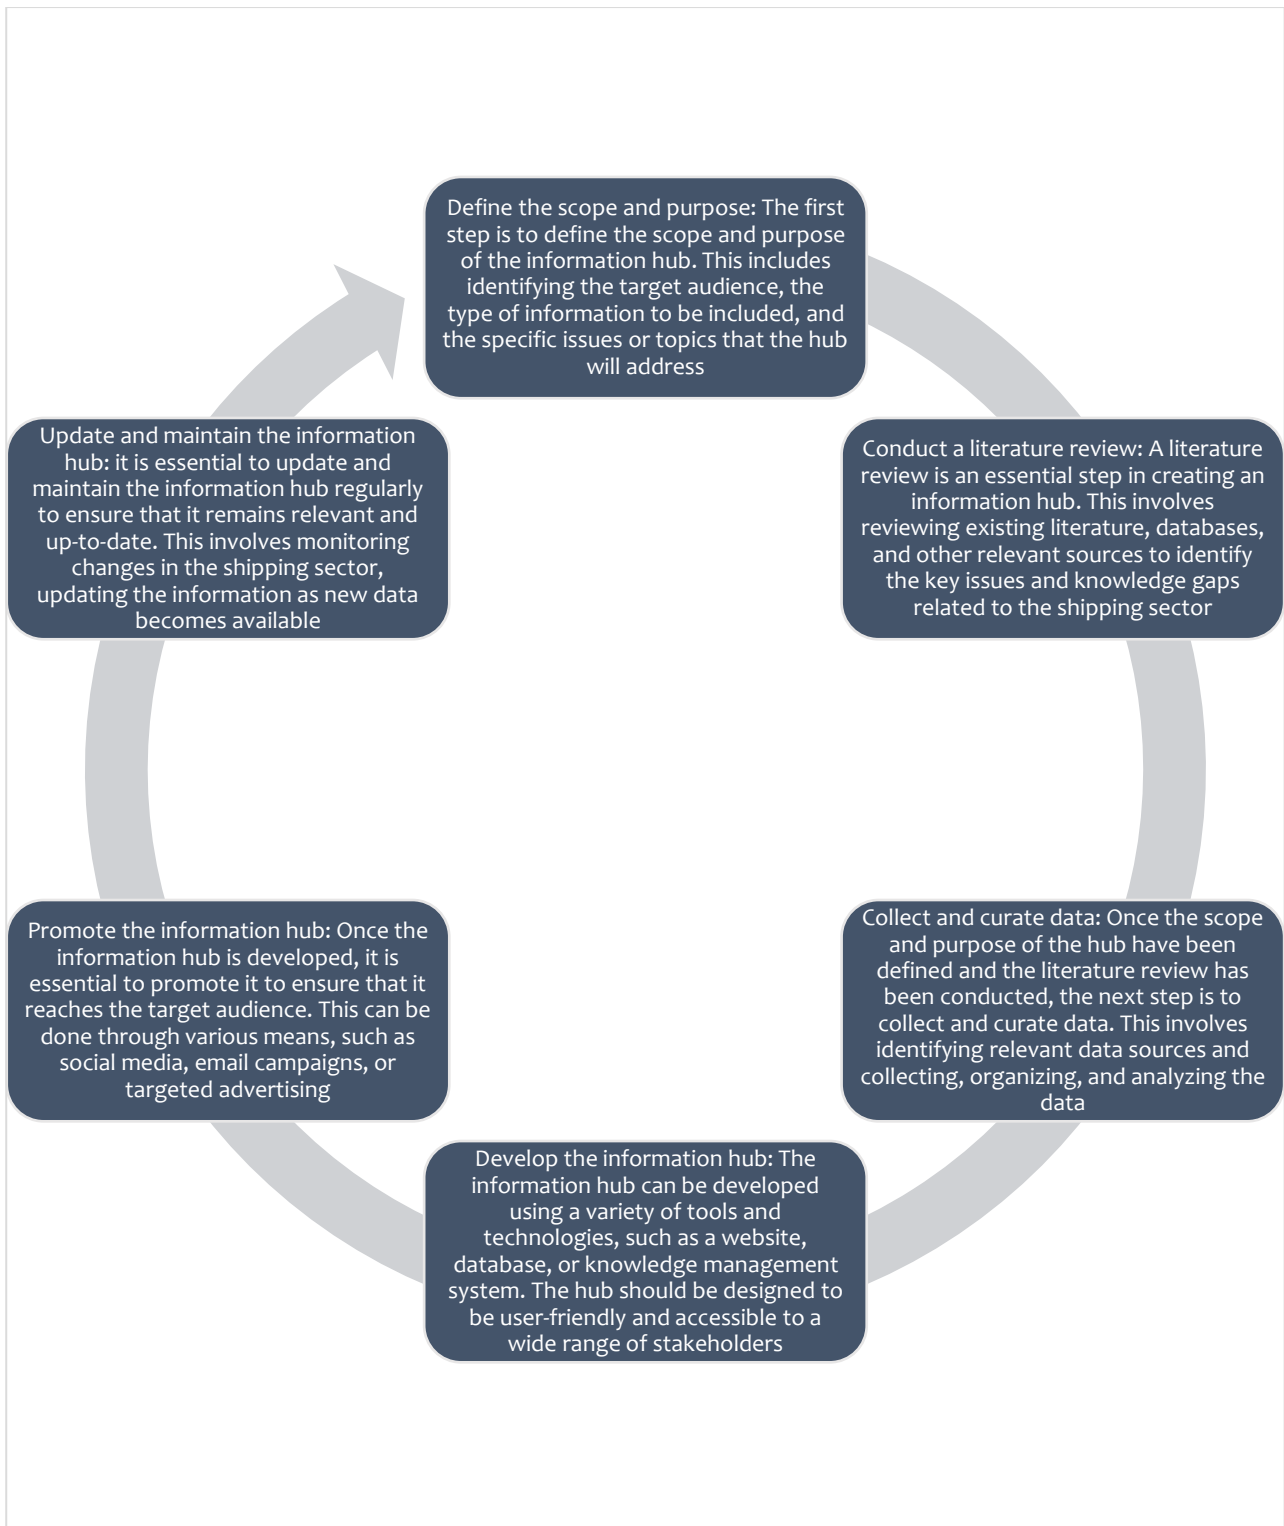 Define the scope and purpose: The first
step is to define the scope and purpose
of the information hub. This includes
identifying the target audience, the
type of information to be included, and
the specific issues or topics that the hub
will address
Conduct a literature review: A literature
review is an essential step in creating an
information hub. This involves
reviewing existing literature, databases,
and other relevant sources to identify
the key issues and knowledge gaps
related to the shipping sector
Collect and curate data: Once the scope
and purpose of the hub have been
defined and the literature review has
been conducted, the next step is to
collect and curate data. This involves
identifying relevant data sources and
collecting, organizing, and analyzing the
data
Develop the information hub: The
information hub can be developed
using a variety of tools and
technologies, such as a website,
database, or knowledge management
system. The hub should be designed to
be user-friendly and accessible to a
wide range of stakeholders
Promote the information hub: Once the
information hub is developed, it is
essential to promote it to ensure that it
reaches the target audience. This can be
done through various means, such as
social media, email campaigns, or
targeted advertising
Update and maintain the information
hub: it is essential to update and
maintain the information hub regularly
to ensure that it remains relevant and
up-to-date. This involves monitoring
changes in the shipping sector,
updating the information as new data
becomes available